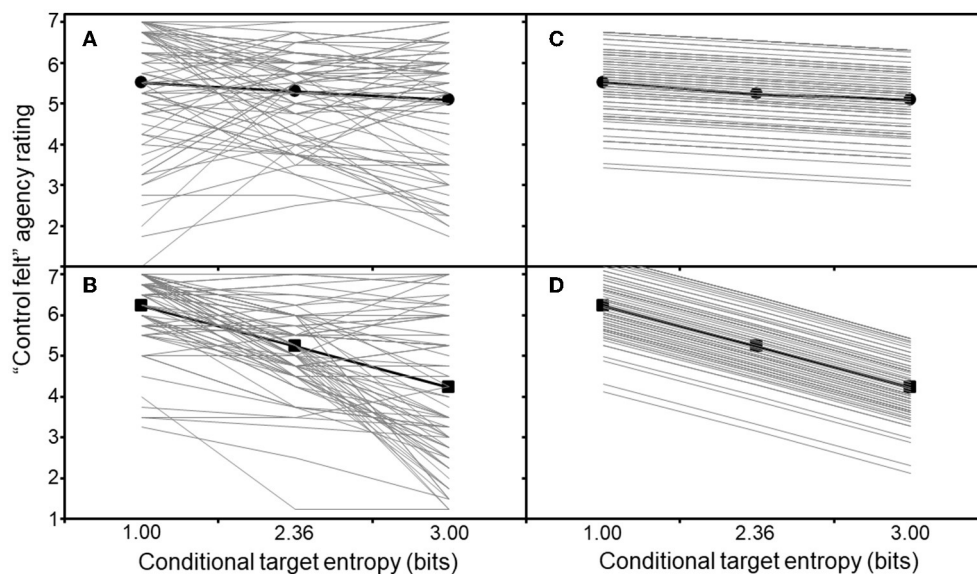 “Control felt” agency rating
A
7
6
5
4
3
2
C
B
7
6
5
4
3
2
1
D
1.00 2.36 3.00
1.00 2.36 3.00
Conditional target entropy (bits)
Conditional target entropy (bits)